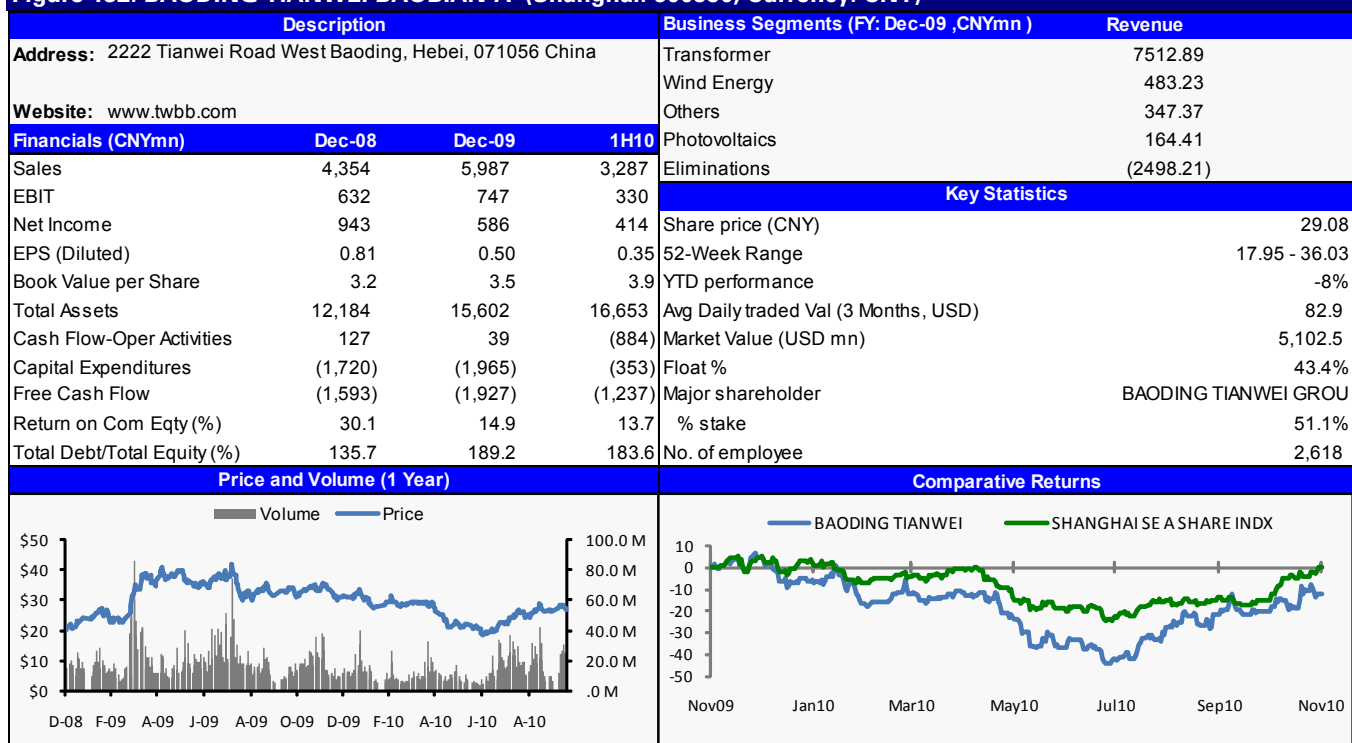 Description
Address: 2222 Tianwei Road West Baoding, Hebei, 071056 China
Website: www.twbb.com
Financials (CNYmn) Dec-08 Dec-09 1H10
Sales 4,354 5,987 3,287
EBIT 632 747 330
Net Income 943 586 414
EPS (Diluted) 0.81 0.50 0.35
Book Value per Share 3.2 3.5 3.9
Total Assets 12,184 15,602 16,653
Cash Flow-Oper Activities 127 39 (884)
Capital Expenditures (1,720) (1,965) (353)
Free Cash Flow (1,593) (1,927) (1,237)
Return on Com Eqty (%) 30.1 14.9 13.7
Total Debt/Total Equity (%) 135.7 189.2 183.6
Business Segments (FY: Dec-09 ,CNYmn ) Revenue
Transformer 7512.89
Wind Energy 483.23
Others 347.37
Photovoltaics 164.41
Eliminations (2498.21)
Key Statistics
Share price (CNY) 29.08
52-Week Range 17.95 - 36.03
YTD performance -8%
Avg Daily traded Val (3 Months, USD) 82.9
Market Value (USD mn) 5,102.5
Float % 43.4%
Major shareholder BAODING TIANWEI GROU
% stake 51.1%
No. of employee 2,618
Price and Volume (1 Year)
Volume Price
$50 100.0 M
$40 80.0 M
$30 60.0 M
$20 40.0 M
$10 20.0 M
$0 .0 M
D-08 F-09 A-09 J-09 A-09 O-09 D-09 F-10 A-10 J-10 A-10
Comparative Returns
BAODING TIANWEI SHANGHAI SE A SHARE INDX
10
0
-10
-20
-30
-40
-50
Nov09 Jan10 Mar10 May10 Jul10 Sep10 Nov10